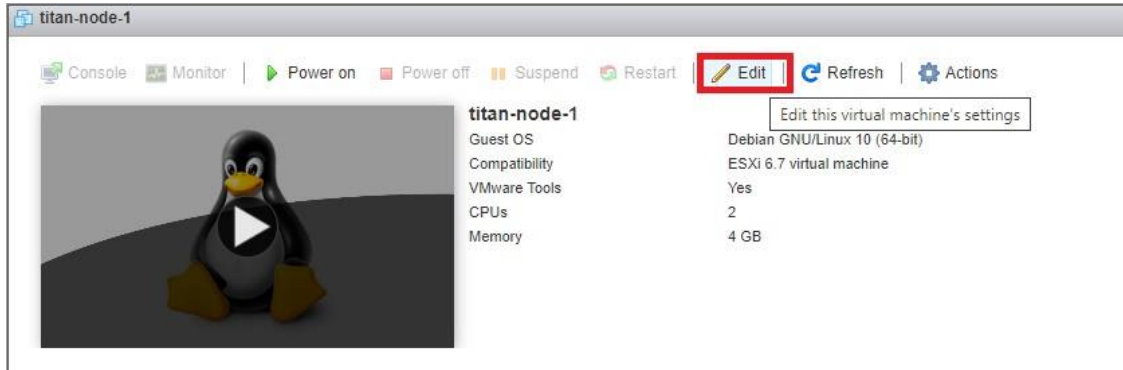 titan-node-1
Console Monitor | Power on Power off Suspend Restart | Edit | Refresh | Actions
titan-node-1
Edit this virtual machine's settings
Guest OS Debian GNU/Linux 10 (64-bit)
Compatibility ESXi 6.7 virtual machine
VMware Tools Yes
CPUs 2
Memory 4 GB